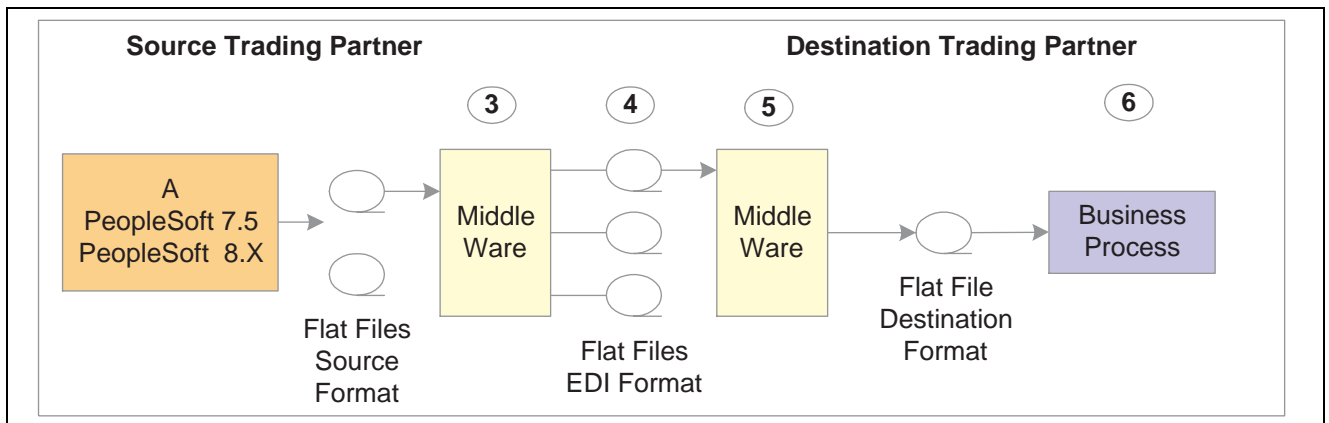 Source Trading Partner
Destination Trading Partner
3
4
5
6
A
PeopleSoft 7.5
PeopleSoft 8.X
Flat Files
Source
Format
Middle
Ware
Flat Files
EDI Format
Middle
Ware
Flat File
Destination
Format
Business
Process